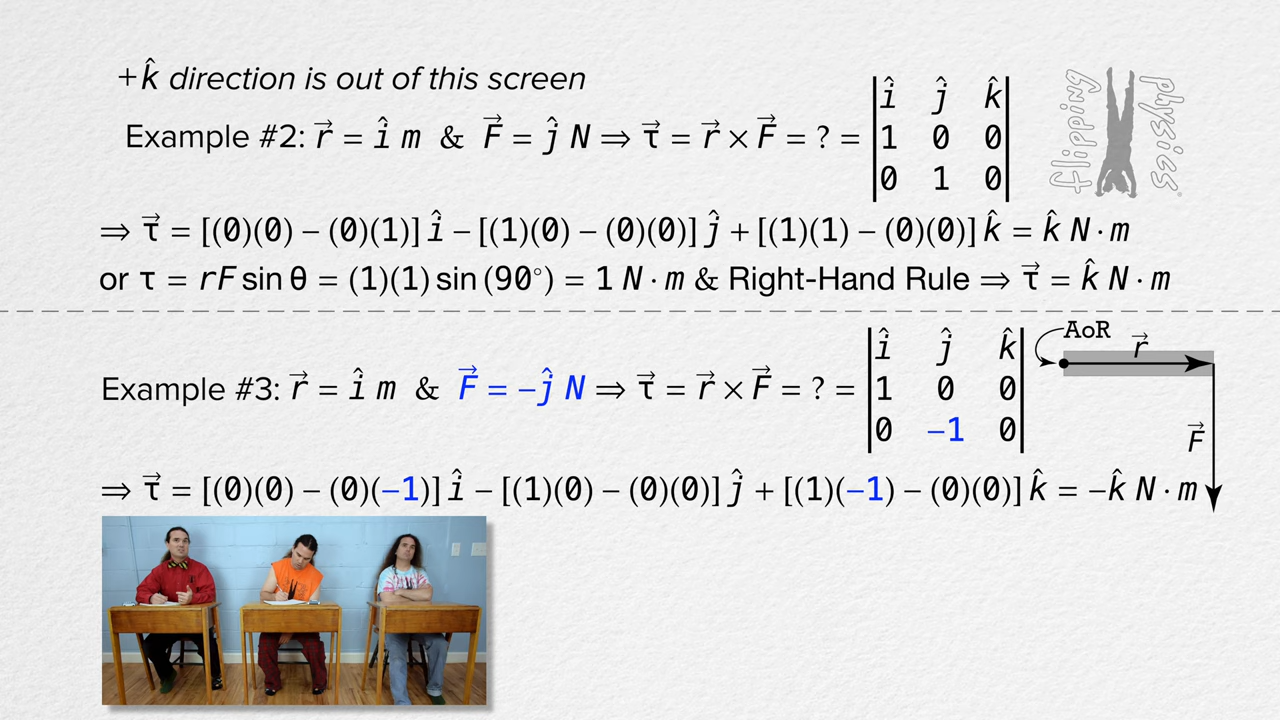 +k̂ direction is out of this screen
Example #2: r⃗ = î m & F⃗ = ĵ N ⇒ τ⃗ = r⃗ × F⃗ = ? = | î ĵ k̂ |
| 1 0 0 |
| 0 1 0 |
flipping physics®
⇒ τ⃗ = [(0)(0) − (0)(1)] î − [(1)(0) − (0)(0)] ĵ + [(1)(1) − (0)(0)] k̂ = k̂ N·m
or τ = rF sin θ = (1)(1) sin (90°) = 1 N·m & Right-Hand Rule ⇒ τ⃗ = k̂ N·m
Example #3: r⃗ = î m & F⃗ = −ĵ N ⇒ τ⃗ = r⃗ × F⃗ = ? = | î ĵ k̂ |
| 1 0 0 |
| 0 −1 0 |
AoR
r⃗
F⃗
⇒ τ⃗ = [(0)(0) − (0)(−1)] î − [(1)(0) − (0)(0)] ĵ + [(1)(−1) − (0)(0)] k̂ = −k̂ N·m